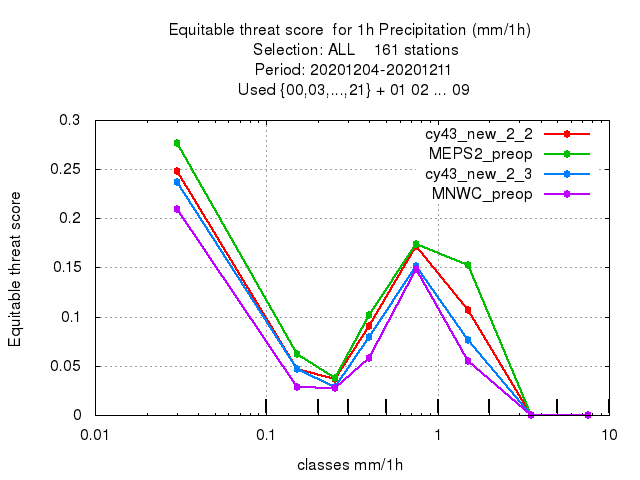 Equitable threat score  for 1h Precipitation (mm/1h)
Selection: ALL    161 stations
Period: 20201204-20201211
Used {00,03,...,21} + 01 02 ... 09
cy43_new_2_2
MEPS2_preop
cy43_new_2_3
MNWC_preop
Equitable threat score
0.3
0.25
0.2
0.15
0.1
0.05
0
0.01 0.1 1 10
classes mm/1h